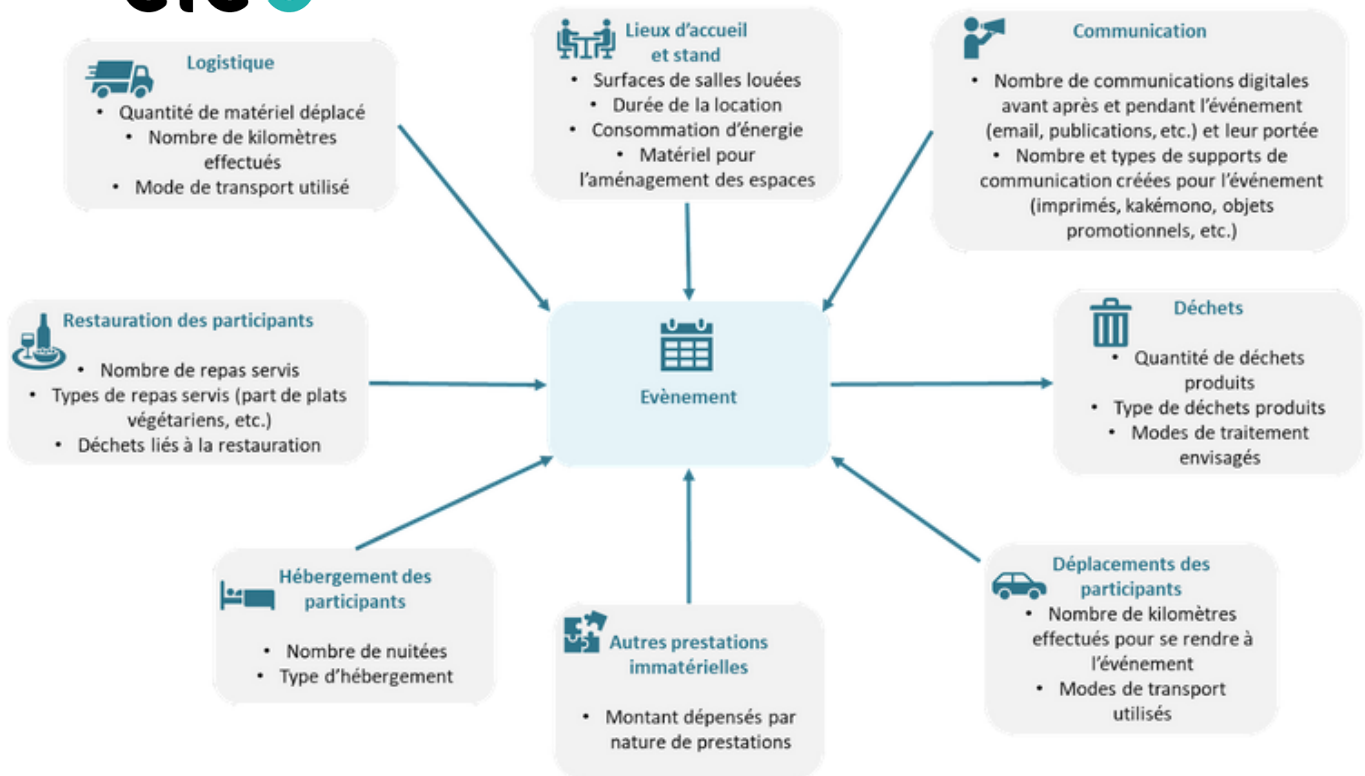 Logistique
• Quantité de matériel déplacé
• Nombre de kilomètres
effectués
• Mode de transport utilisé
Lieux d'accueil
et stand
• Surfaces de salles louées
• Durée de la location
• Consommation d'énergie
• Matériel pour
l'aménagement des espaces
Communication
• Nombre de communications digitales
avant après et pendant l'événement
(email, publications, etc.) et leur portée
• Nombre et types de supports de
communication créées pour l'événement
(imprimés, kakémono, objets
promotionnels, etc.)
Restauration des participants
• Nombre de repas servis
• Types de repas servis (part de plats
végétariens, etc.)
• Déchets liés à la restauration
Evènement
Déchets
• Quantité de déchets
produits
• Type de déchets produits
• Modes de traitement
envisagés
Hébergement des
participants
• Nombre de nuitées
• Type d'hébergement
Autres prestations
immatérielles
• Montant dépensés par
nature de prestations
Déplacements des
participants
• Nombre de kilomètres
effectués pour se rendre à
l'événement
• Modes de transport
utilisés